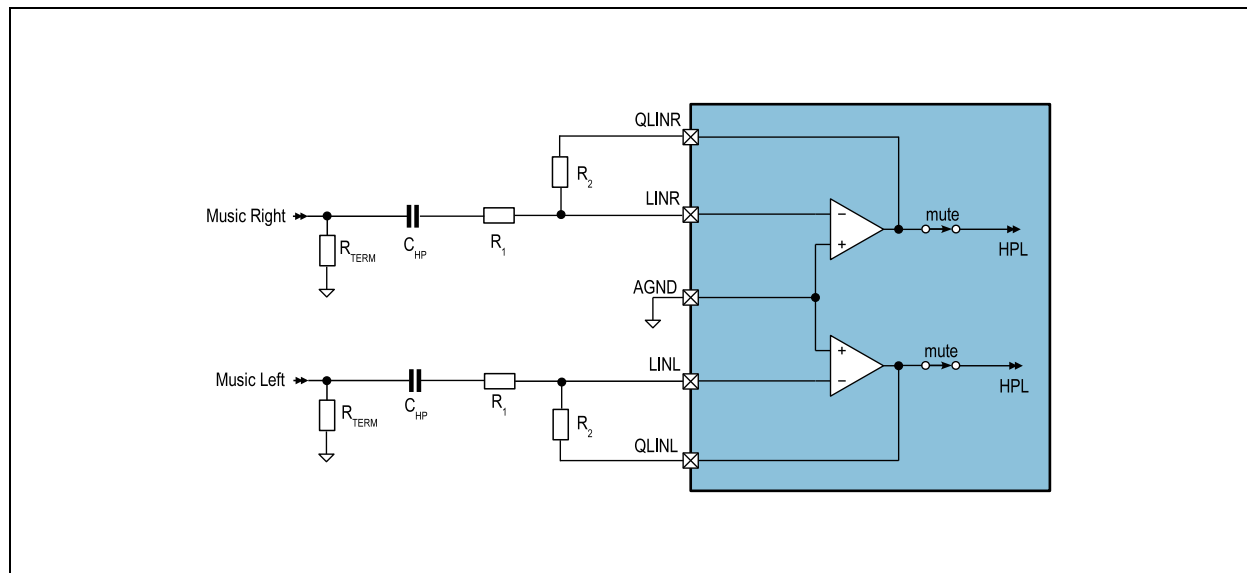 QLINR
R2
LINR
mute
Music Right
− 
CHP
R1
RTERM
+
HPL
AGND
LINL
+
mute
Music Left
−
CHP
R1
HPL
RTERM
R2
QLINL